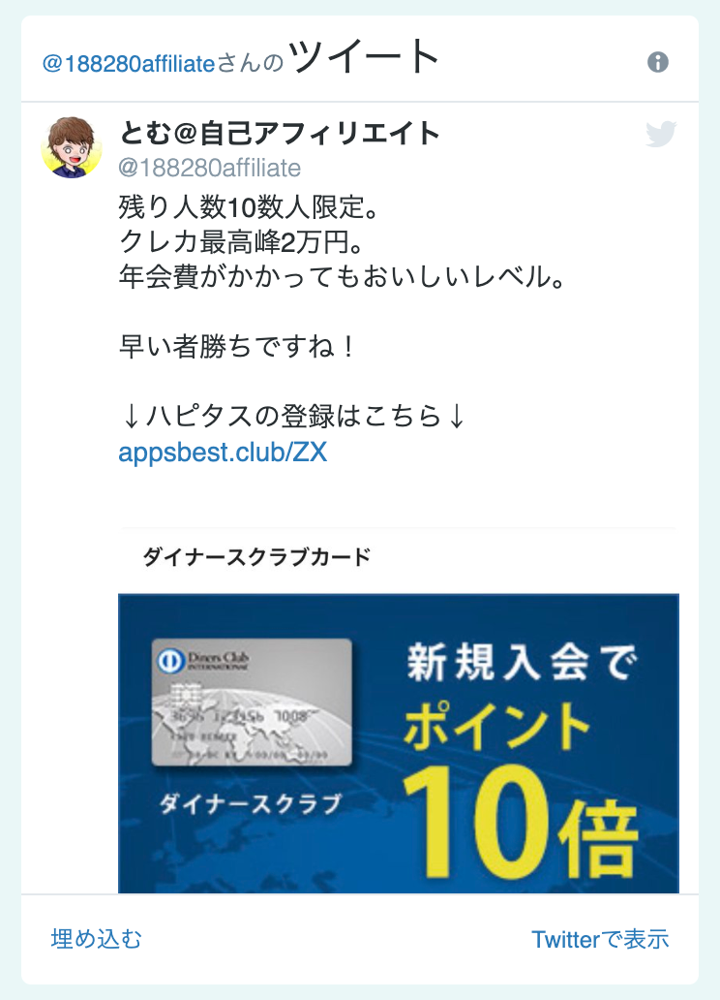 @188280affiliateさんのツイート
とむ＠自己アフィリエイト
@188280affiliate
残り人数10数人限定。
クレカ最高峰2万円。
年会費がかかってもおいしいレベル。
早い者勝ちですね！
↓ハピタスの登録はこちら↓
appsbest.club/ZX
ダイナースクラブカード
Diners Club
INTERNATIONAL
新規入会で
ポイント
10倍
ダイナースクラブ
埋め込む
Twitterで表示